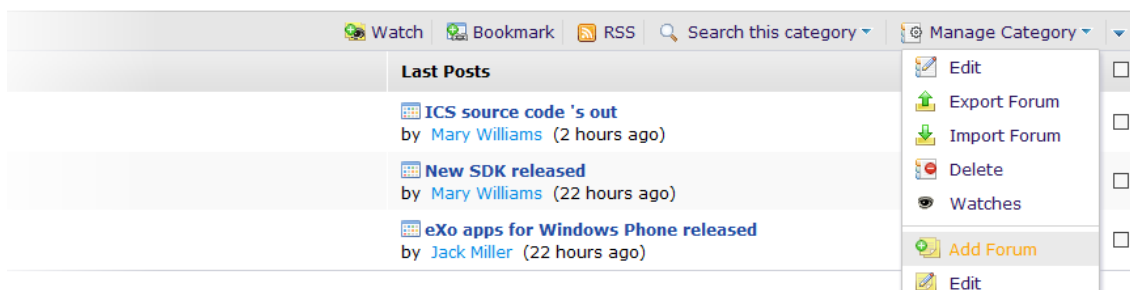 Watch Bookmark RSS Search this category Manage Category
Last Posts
ICS source code 's out
by Mary Williams (2 hours ago)
New SDK released
by Mary Williams (22 hours ago)
eXo apps for Windows Phone released
by Jack Miller (22 hours ago)
Edit
Export Forum
Import Forum
Delete
Watches
Add Forum
Edit